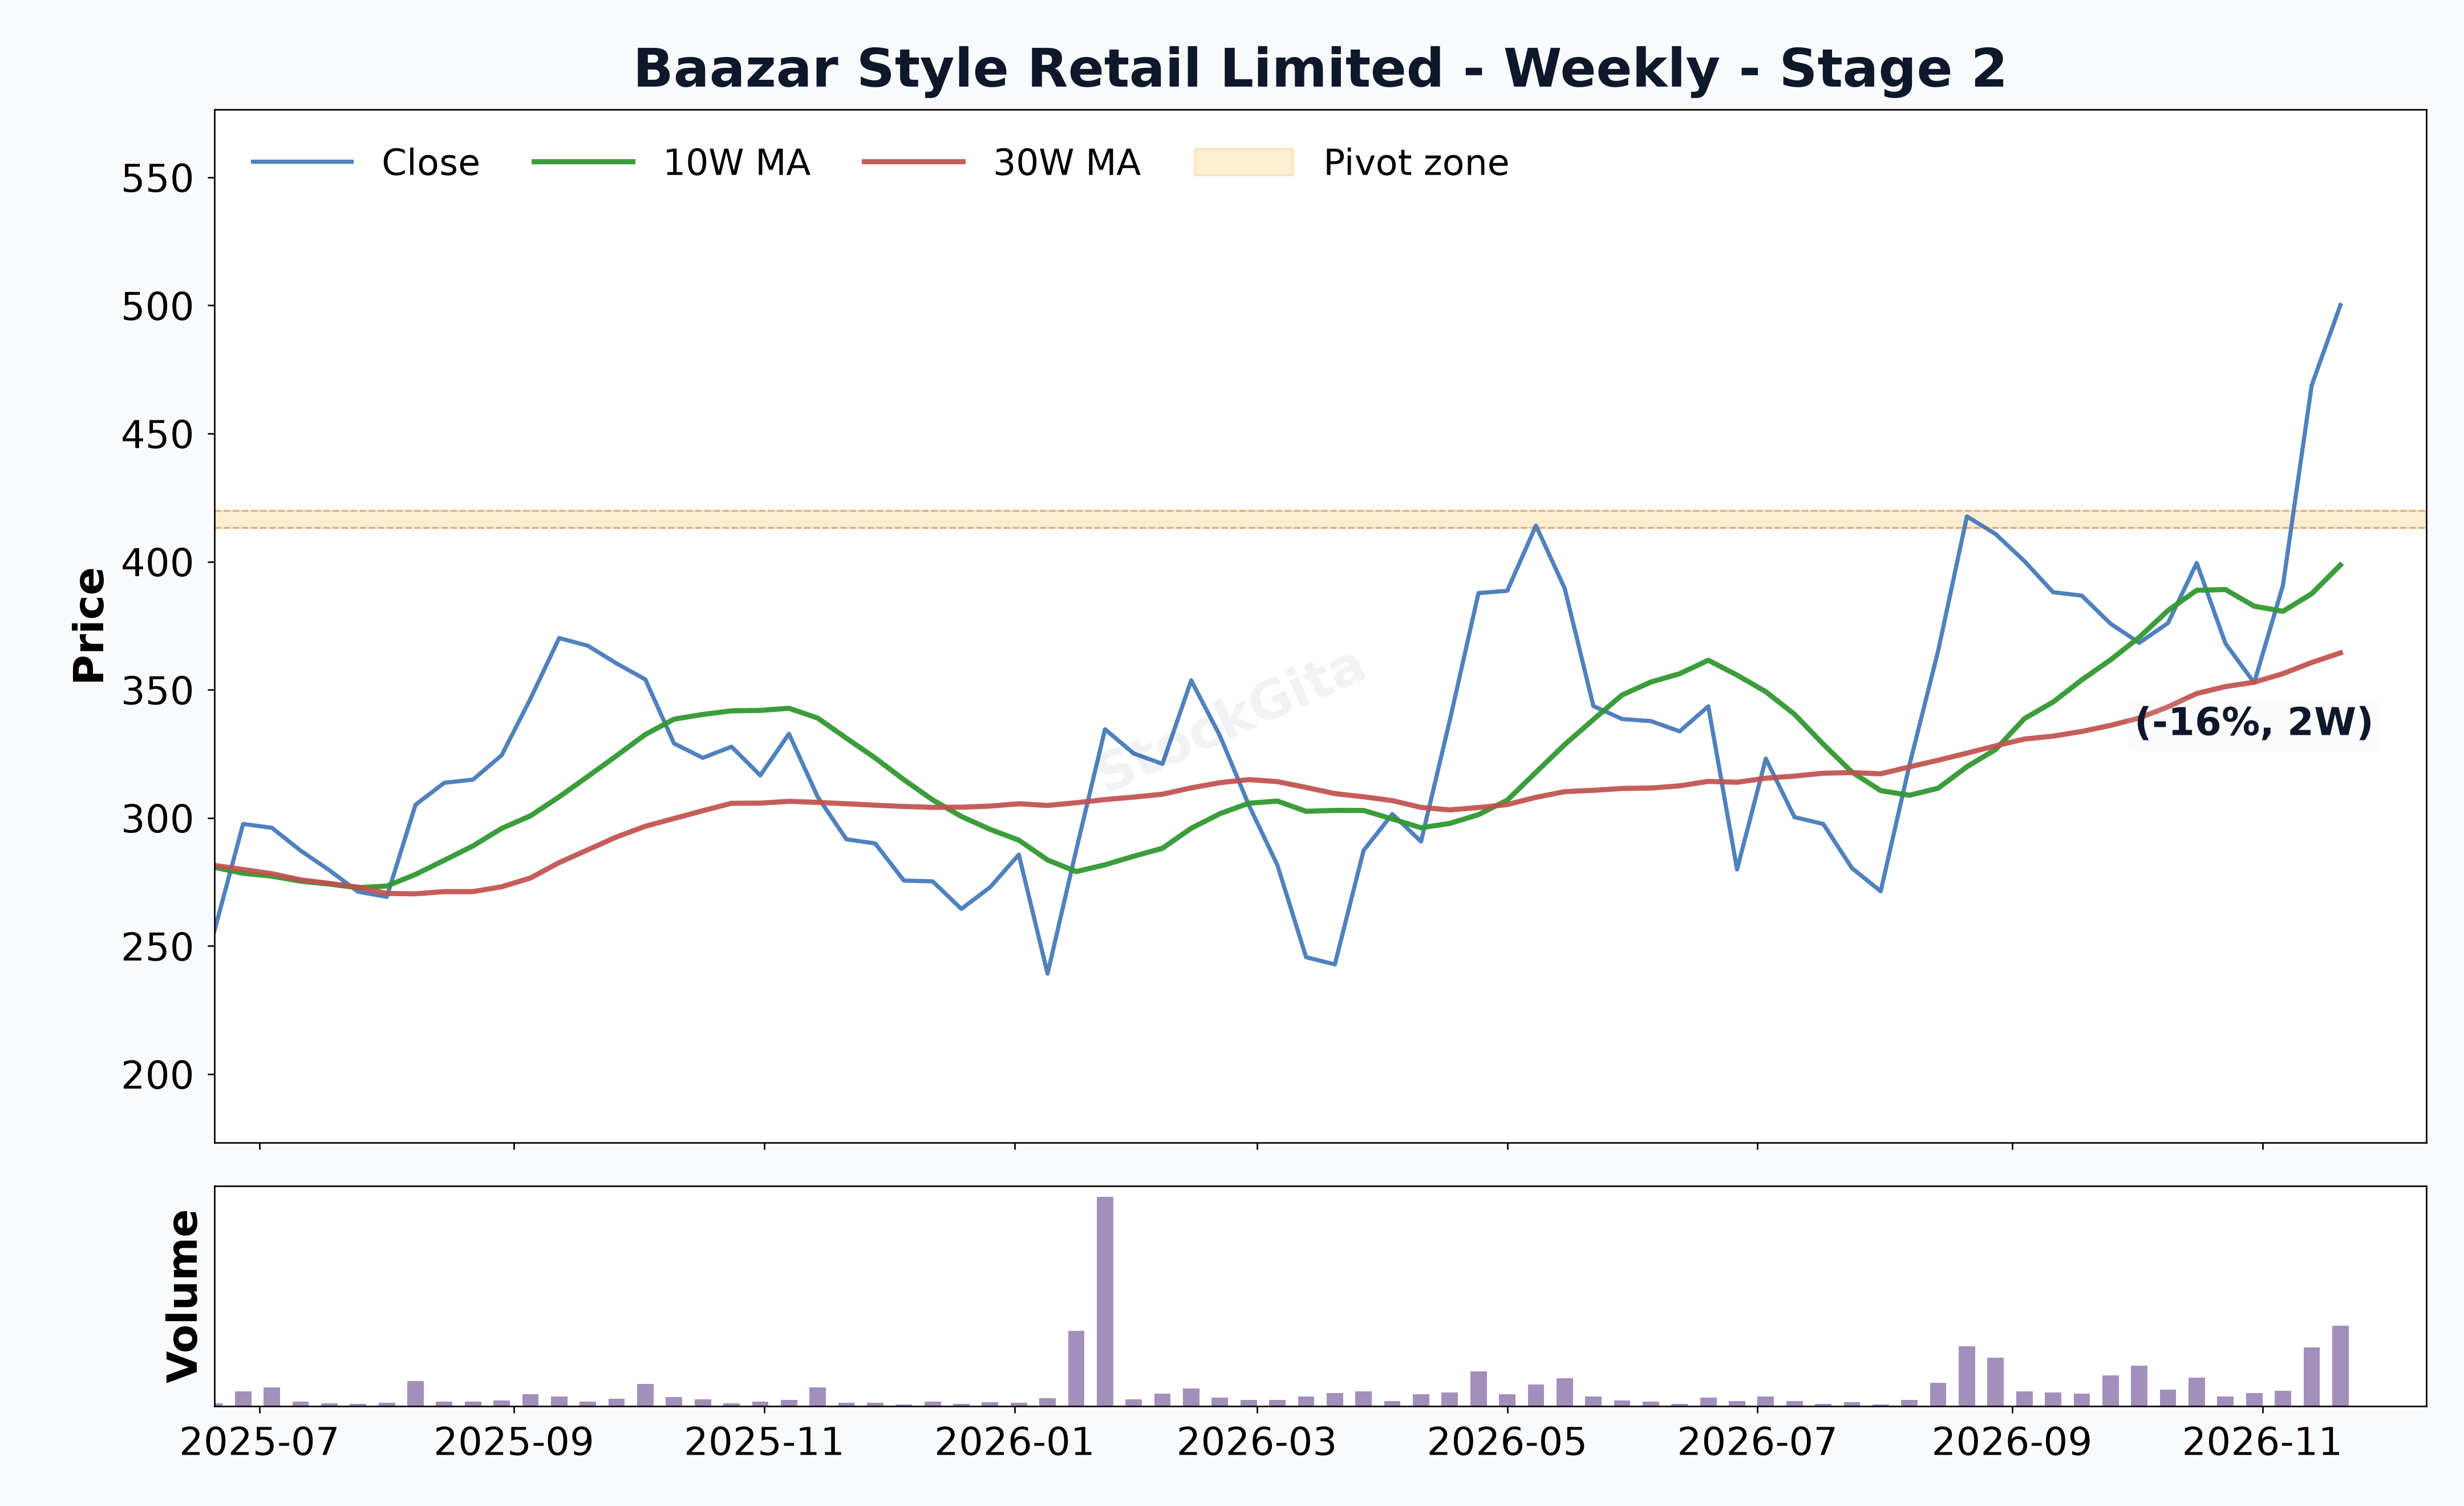 Baazar Style Retail Limited - Weekly - Stage 2
Close 10W MA 30W MA Pivot zone
550
500
450
400
350
300
250
200
Price
StockGita
(-16%, 2W)
Volume
2025-07 2025-09 2025-11 2026-01 2026-03 2026-05 2026-07 2026-09 2026-11